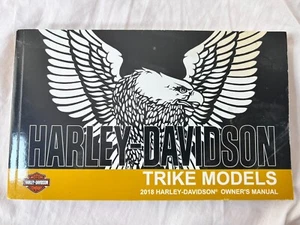 HARLEY-DAVIDSON
TRIKE MODELS
2018 HARLEY-DAVIDSON® OWNER'S MANUAL